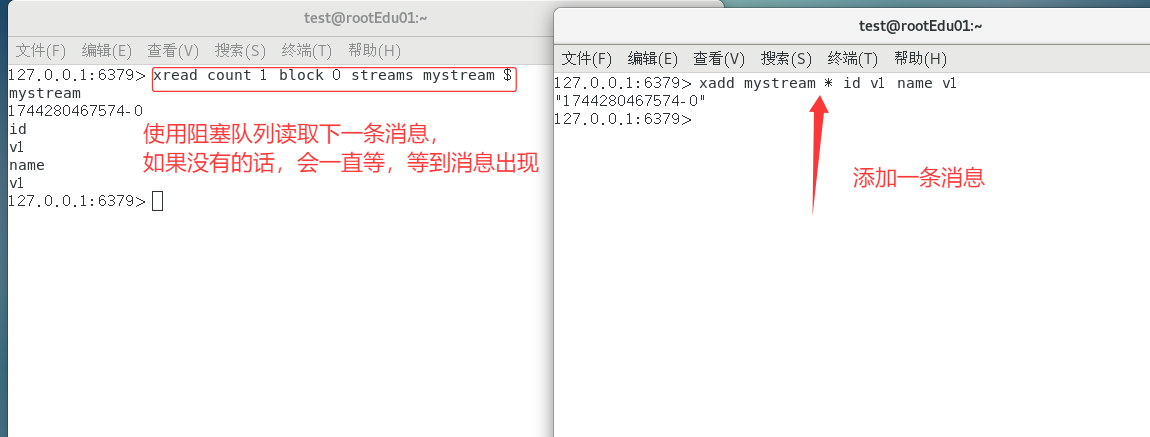 test@rootEdu01:~
文件(F) 编辑(E) 查看(V) 搜索(S) 终端(T) 帮助(H)
127.0.0.1:6379> xread count 1 block 0 streams mystream $
mystream
1744280467574-0
id
v1
name
v1
127.0.0.1:6379>
使用阻塞队列读取下一条消息，
如果没有的话，会一直等，等到消息出现
test@rootEdu01:~
文件(F) 编辑(E) 查看(V) 搜索(S) 终端(T) 帮助(H)
127.0.0.1:6379> xadd mystream * id v1 name v1
"1744280467574-0"
127.0.0.1:6379>
添加一条消息